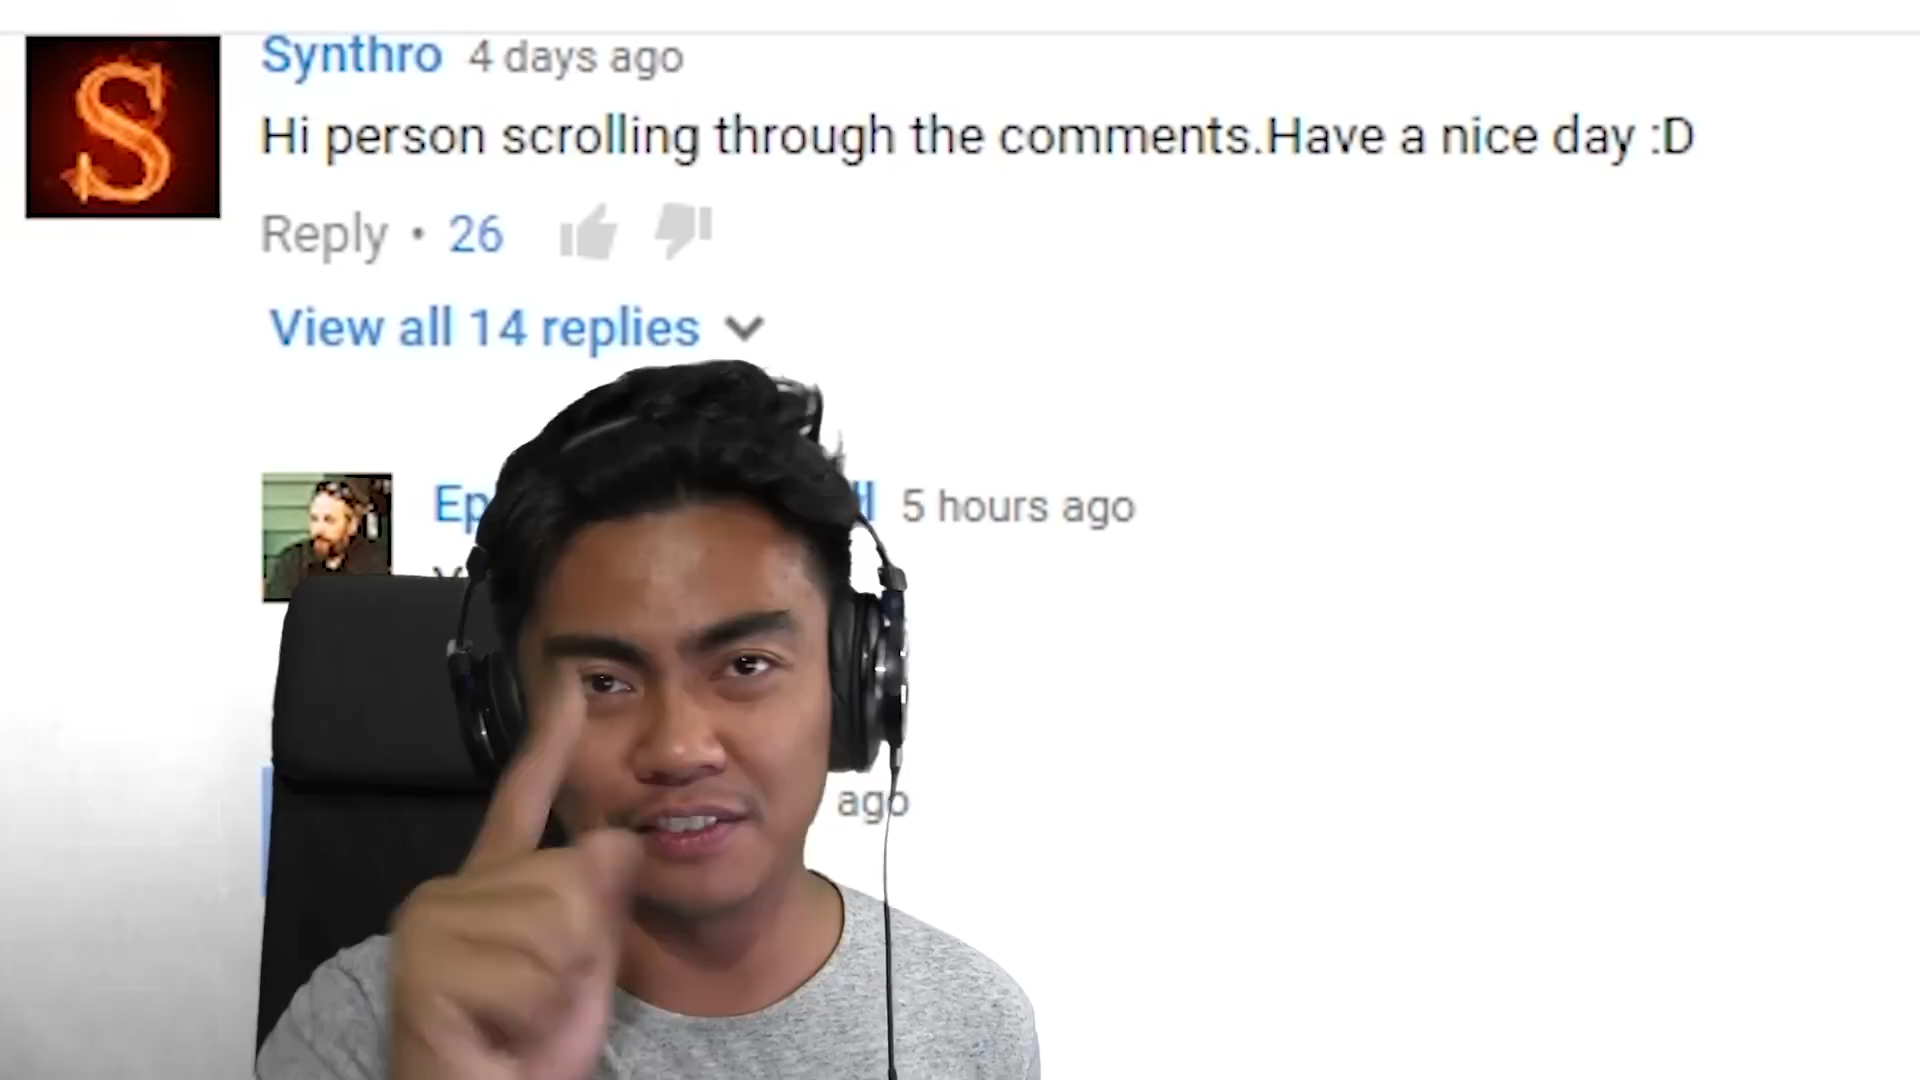 S
Synthro 4 days ago
Hi person scrolling through the comments.Have a nice day :D
Reply • 26
View all 14 replies
5 hours ago
ago